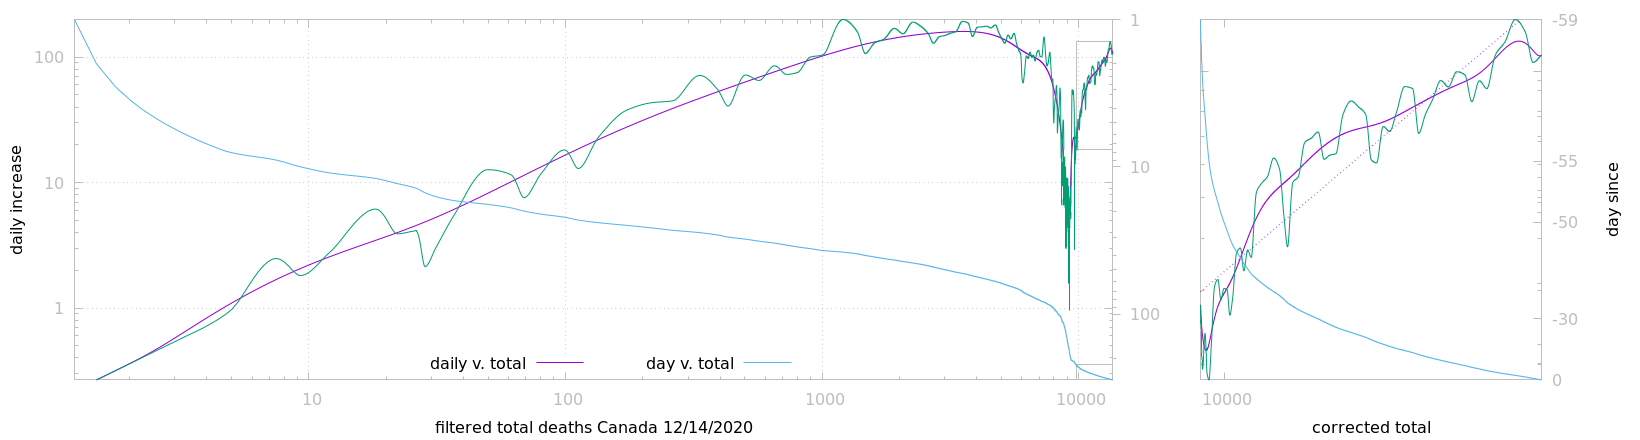 daily increase
100
10
1
10
100
1000
10000
1
10
100
daily v. total
day v. total
filtered total deaths Canada 12/14/2020
-59
-55
-50
-30
0
day since
10000
corrected total